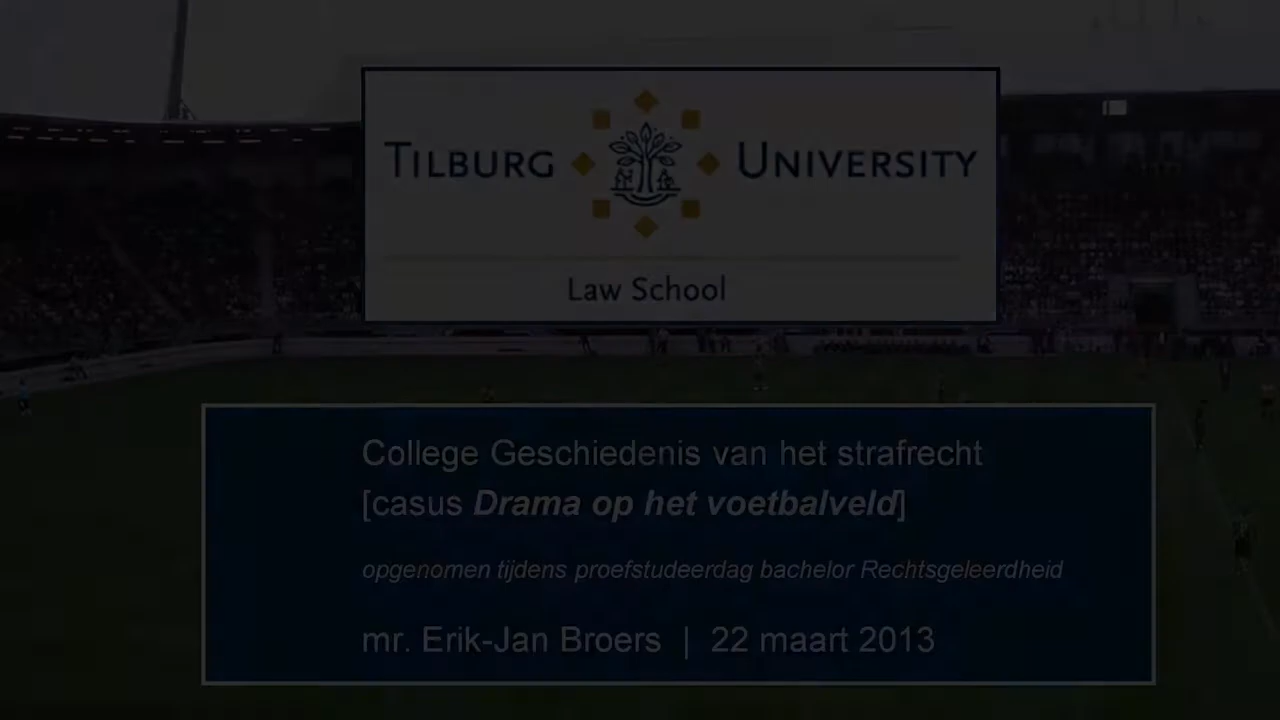 TILBURG UNIVERSITY
Law School
College Geschiedenis van het strafrecht
[casus Drama op het voetbalveld]
opgenomen tijdens proefstudeerdag bachelor Rechtsgeleerdheid
mr. Erik-Jan Broers | 22 maart 2013